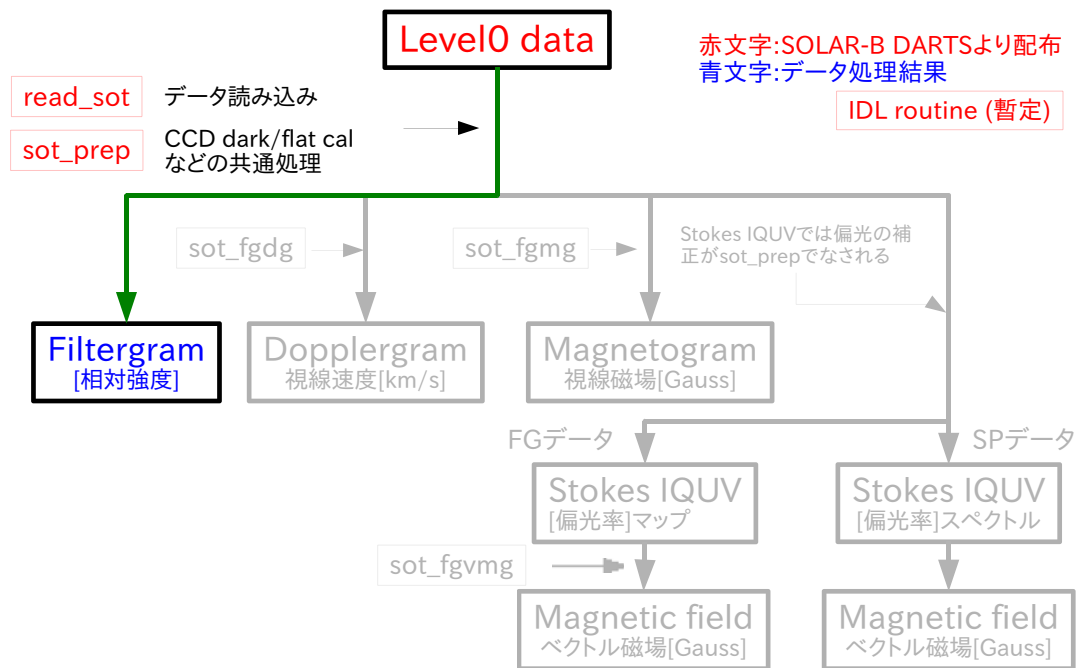 Level0 data
赤文字:SOLAR-B DARTSより配布
青文字:データ処理結果
read_sot
データ読み込み
IDL routine (暫定)
sot_prep
CCD dark/flat cal
などの共通処理
sot_fgdg
sot_fgmg
Stokes IQUVでは偏光の補
正がsot_prepでなされる
Filtergram
[相対強度]
Dopplergram
視線速度[km/s]
Magnetogram
視線磁場[Gauss]
FGデータ
SPデータ
Stokes IQUV
[偏光率]マップ
Stokes IQUV
[偏光率]スペクトル
sot_fgvmg
Magnetic field
ベクトル磁場[Gauss]
Magnetic field
ベクトル磁場[Gauss]